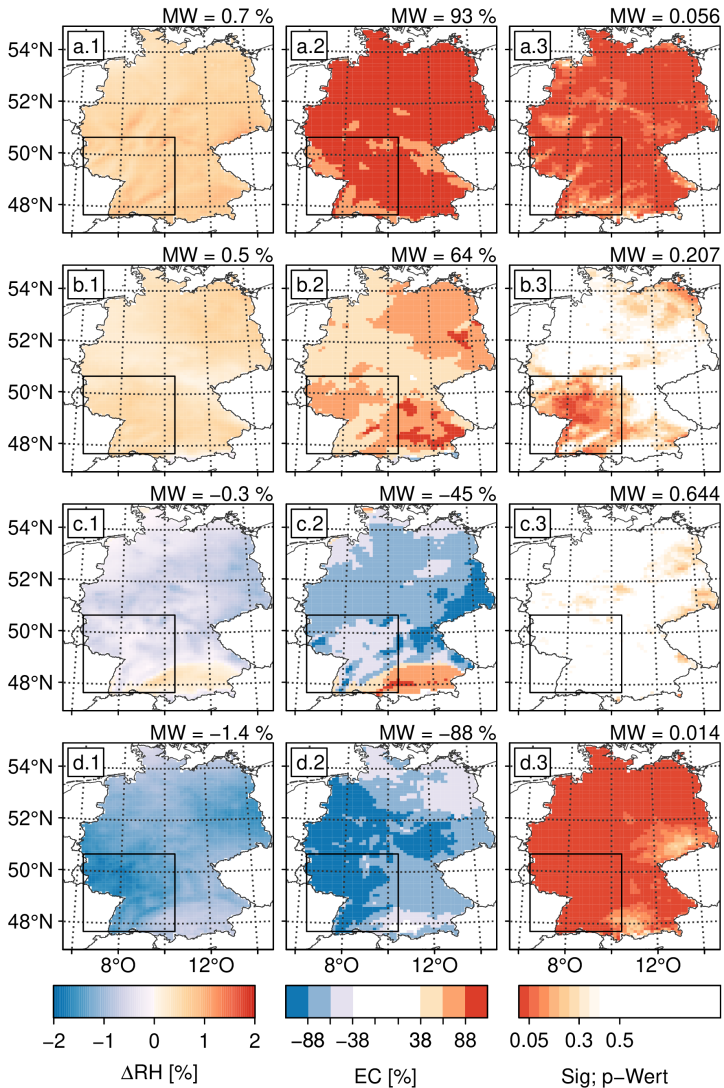 MW = 0.7 % MW = 93 % MW = 0.056
54°N a.1 a.2 a.3
52°N
50°N
48°N
MW = 0.5 % MW = 64 % MW = 0.207
54°N b.1 b.2 b.3
52°N
50°N
48°N
MW = −0.3 % MW = −45 % MW = 0.644
54°N c.1 c.2 c.3
52°N
50°N
48°N
MW = −1.4 % MW = −88 % MW = 0.014
54°N d.1 d.2 d.3
52°N
50°N
48°N
8°O 12°O 8°O 12°O 8°O 12°O
−2 −1 0 1 2 −88 −38 38 88 0.05 0.3 0.5
ΔRH [%] EC [%] Sig; p−Wert